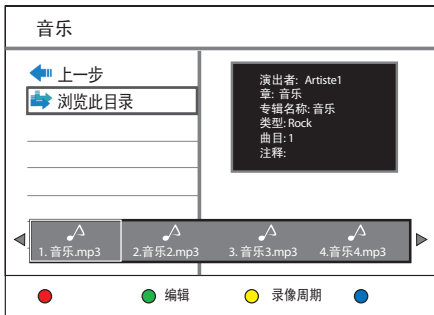 音乐
上一步
浏览此目录
演出者: Artiste1
章: 音乐
专辑名称: 音乐
类型: Rock
曲目: 1
注释:
1. 音乐.mp3 2.音乐2.mp3 3. 音乐3.mp3 4.音乐4.mp3
编辑 录像周期